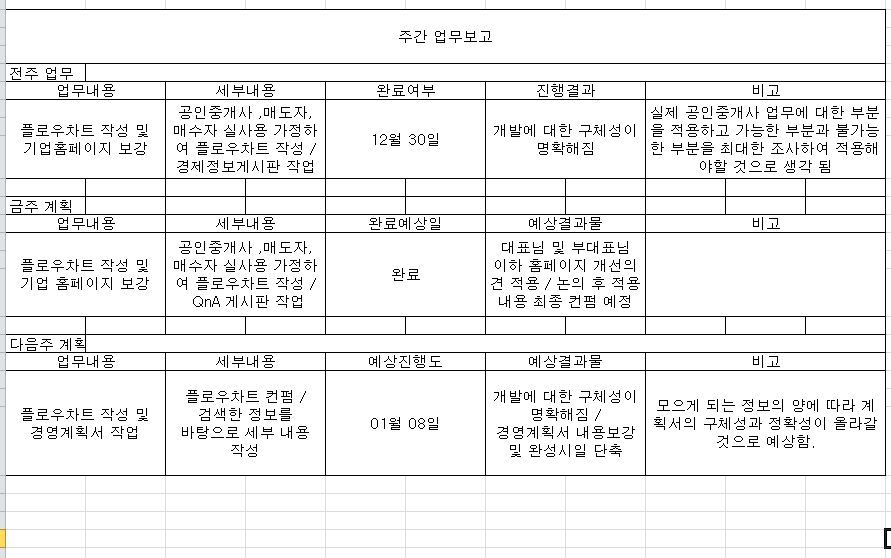 주간 업무보고
전주 업무
업무내용 세부내용 완료여부 진행결과 비고
플로우차트 작성 및
기업홈페이지 보강
공인중개사 ,매도자,
매수자 실사용 가정하
여 플로우차트 작성 /
경제정보게시판 작업
12월 30일
개발에 대한 구체성이
명확해짐
실제 공인중개사 업무에 대한 부분
을 적용하고 가능한 부분과 불가능
한 부분을 최대한 조사하여 적용해
야할 것으로 생각 됨
금주 계획
업무내용 세부내용 완료예상일 예상결과물 비고
플로우차트 작성 및
기업 홈페이지 보강
공인중개사 ,매도자,
매수자 실사용 가정하
여 플로우차트 작성 /
QnA 게시판 작업
완료
대표님 및 부대표님
이하 홈페이지 개선의
견 적용 / 논의 후 적용
내용 최종 컨펌 예정
다음주 계획
업무내용 세부내용 예상진행도 예상결과물 비고
플로우차트 작성 및
경영계획서 작업
플로우차트 컨펌 /
검색한 정보를
바탕으로 세부 내용
작성
01월 08일
개발에 대한 구체성이
명확해짐 /
경영계획서 내용보강
및 완성시일 단축
모으게 되는 정보의 양에 따라 계
획서의 구체성과 정확성이 올라갈
것으로 예상함.